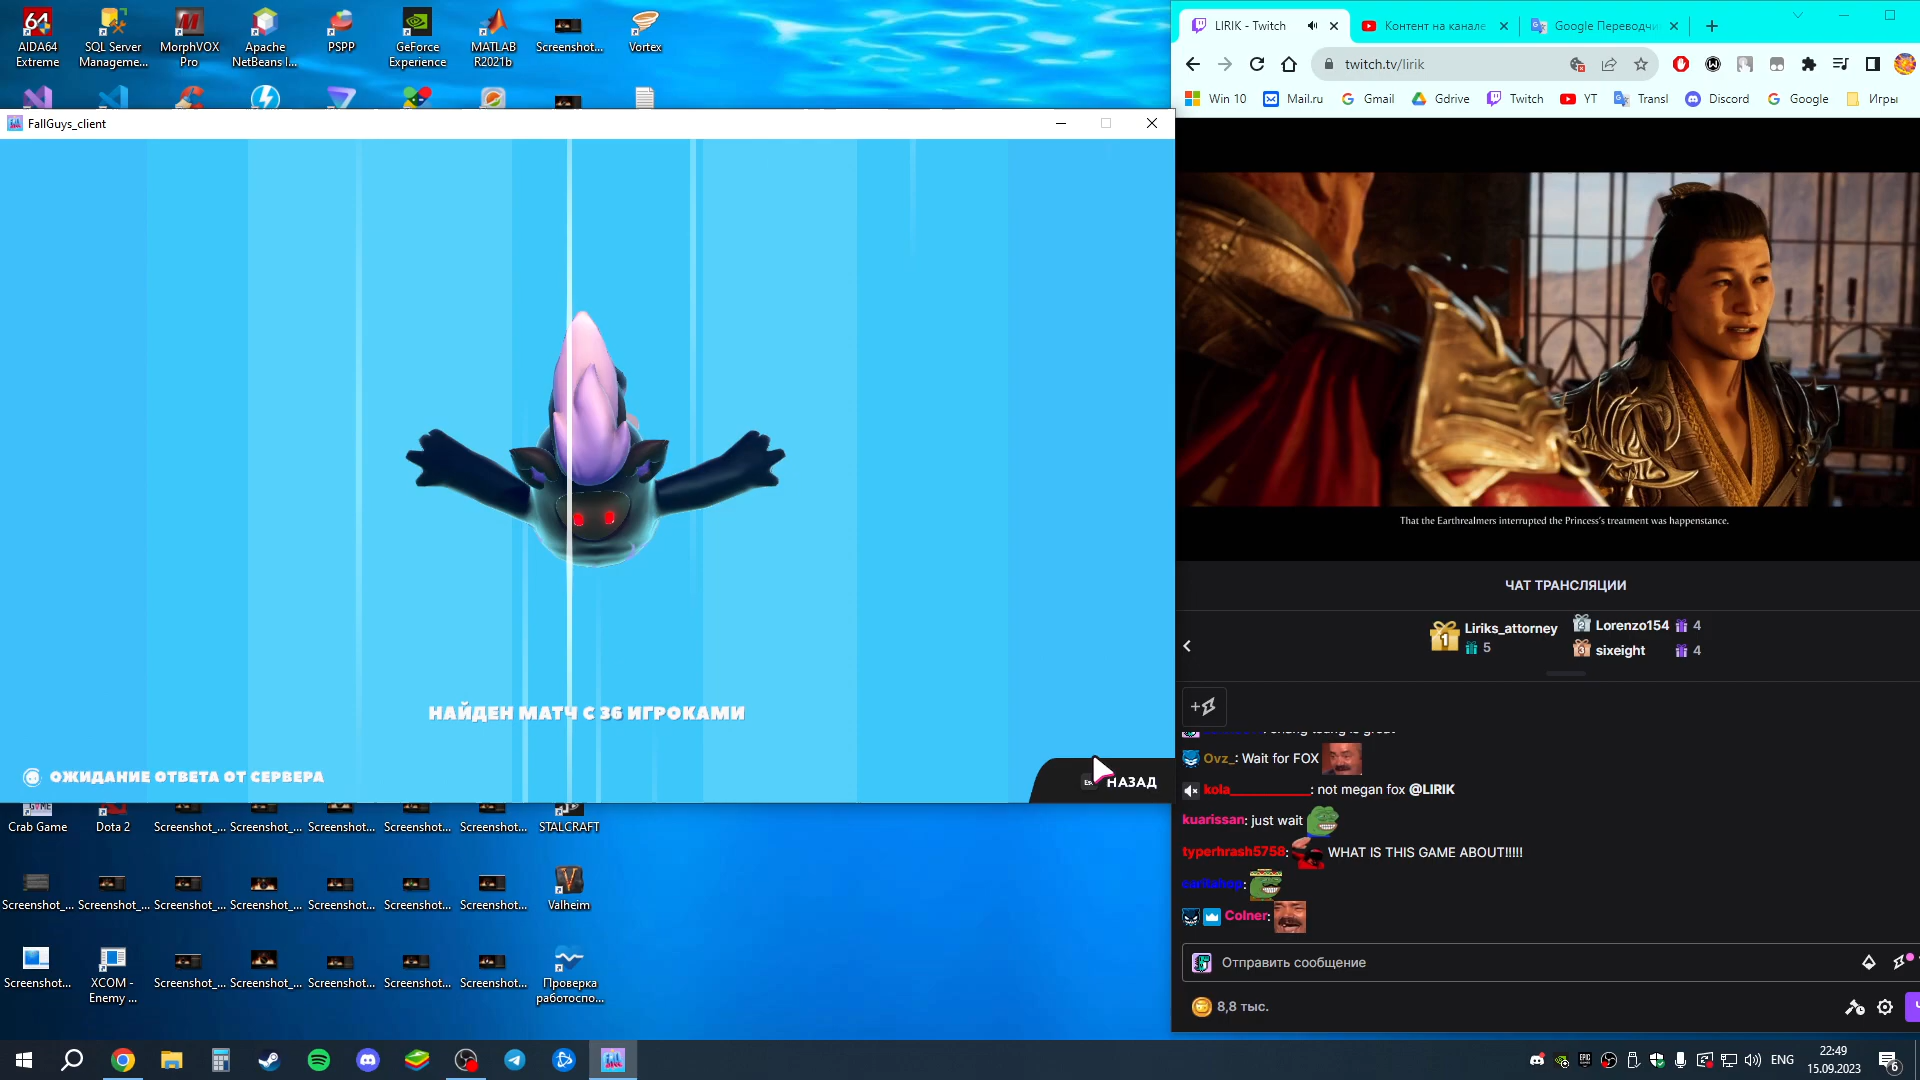 AIDA64
Extreme
SQL Server
Manageme...
MorphVOX
Pro
Apache
NetBeans I...
PSPP
GeForce
Experience
MATLAB
R2021b
Screenshot...
Vortex
FallGuys_client
НАЙДЕН МАТЧ С 36 ИГРОКАМИ
ОЖИДАНИЕ ОТВЕТА ОТ СЕРВЕРА
НАЗАД
Crab Game
Dota 2
Screenshot_...
Screenshot_...
Screenshot...
Screenshot...
Screenshot...
STALCRAFT
Screenshot_...
Screenshot_...
Screenshot_...
Screenshot_...
Screenshot...
Screenshot...
Screenshot...
Valheim
Screenshot...
XCOM -
Enemy ...
Screenshot_...
Screenshot_...
Screenshot...
Screenshot...
Screenshot...
Проверка
работоспо...
LIRIK - Twitch
Контент на канале
Google Переводчи
twitch.tv/lirik
Win 10
Mail.ru
Gmail
Gdrive
Twitch
YT
Transl
Discord
Google
Игры
That the Earthrealmers interrupted the Princess's treatment was happenstance.
ЧАТ ТРАНСЛЯЦИИ
1
Liriks_attorney
5
2
Lorenzo154
4
3
sixeight
4
Ovz_: Wait for FOX
kola__________: not megan fox @LIRIK
kuarissan: just wait
typerhrash5758: WHAT IS THIS GAME ABOUT!!!!!
Colner:
Отправить сообщение
8,8 тыс.
ENG
22:49
15.09.2023
6